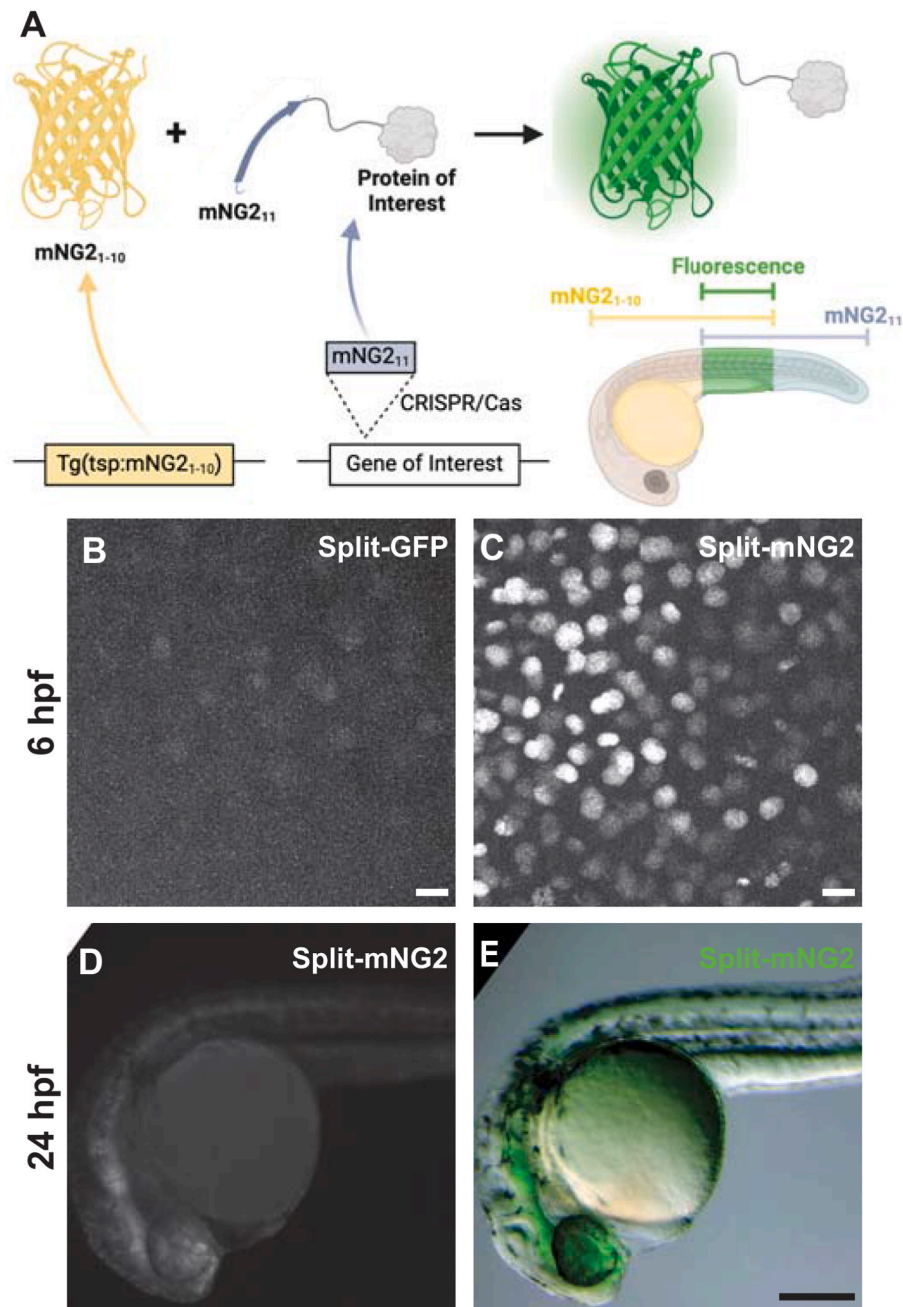 A
+
mNG2₁₁
Protein of
Interest
mNG2₁₋₁₀
Fluorescence
mNG2₁₋₁₀
mNG2₁₁
mNG2₁₁
CRISPR/Cas
Tg(tsp:mNG2₁₋₁₀)
Gene of Interest
6 hpf
B
Split-GFP
C
Split-mNG2
24 hpf
D
Split-mNG2
E
Split-mNG2